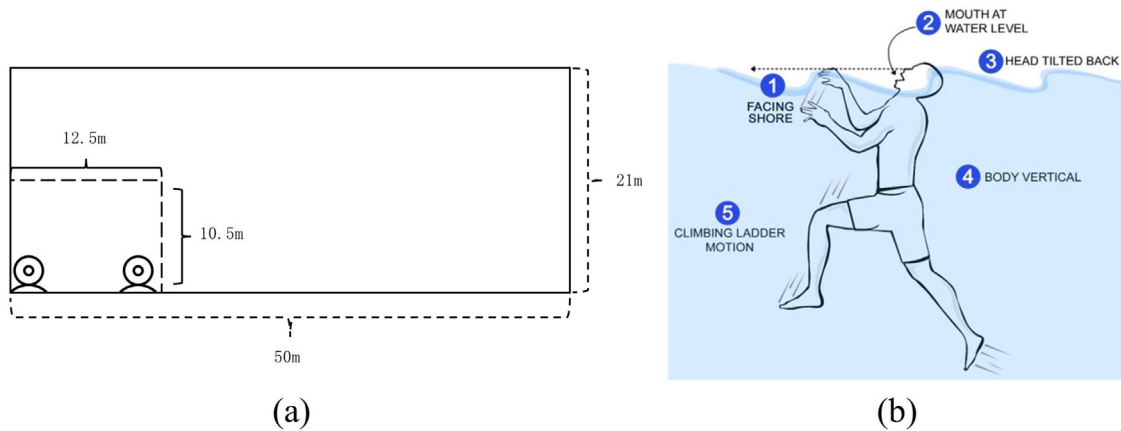 12.5m
10.5m
21m
50m
(a)
2
MOUTH AT
WATER LEVEL
3 HEAD TILTED BACK
1
FACING
SHORE
4 BODY VERTICAL
5
CLIMBING LADDER
MOTION
(b)